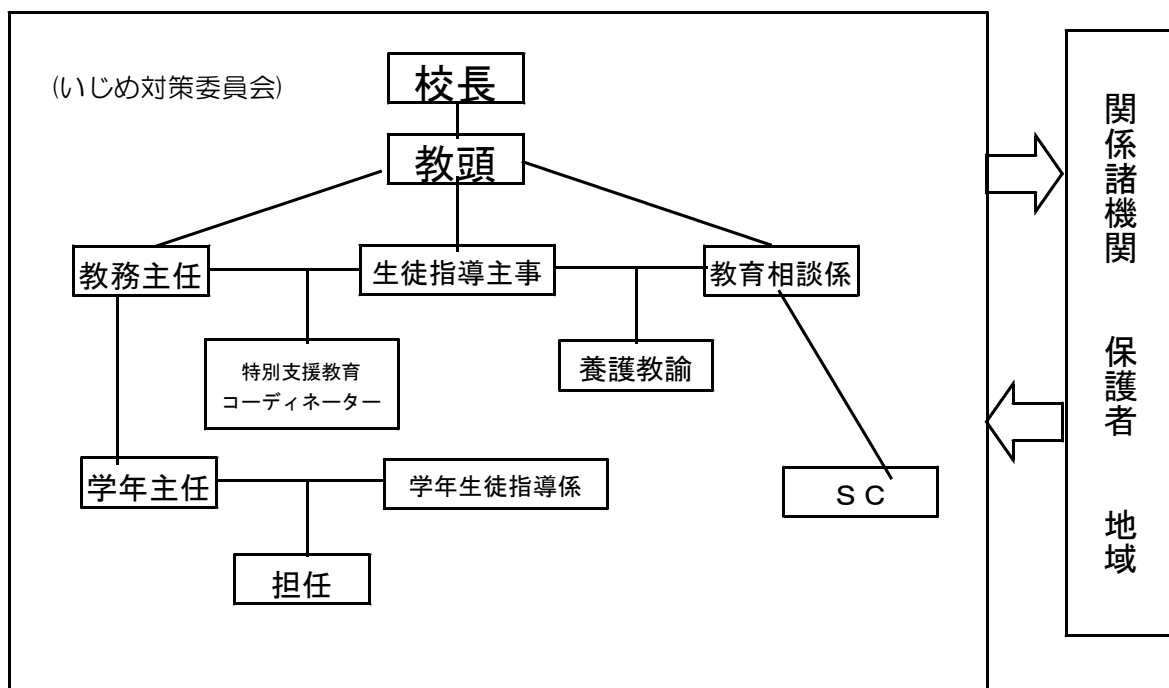 (いじめ対策委員会)
校長
教頭
教務主任
生徒指導主事
教育相談係
特別支援教育
コーディネーター
養護教諭
学年主任
学年生徒指導係
SC
担任
関係諸機関
保護者
地域